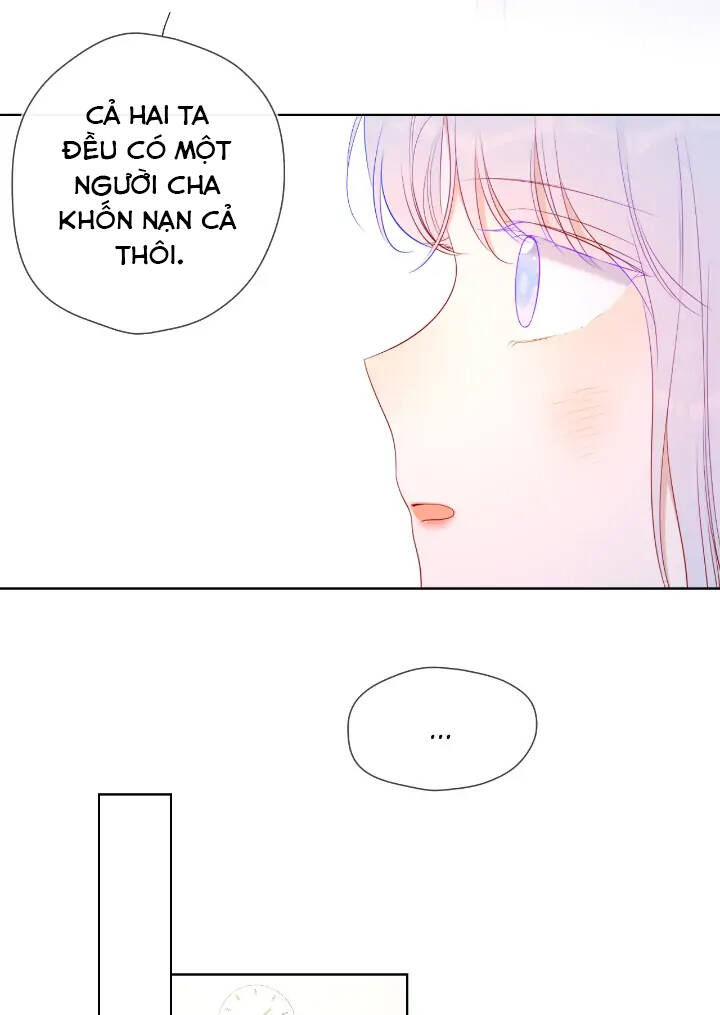 CẢ HAI TA
ĐỀU CÓ MỘT
NGƯỜI CHA
KHỐN NẠN CẢ
THÔI.
...